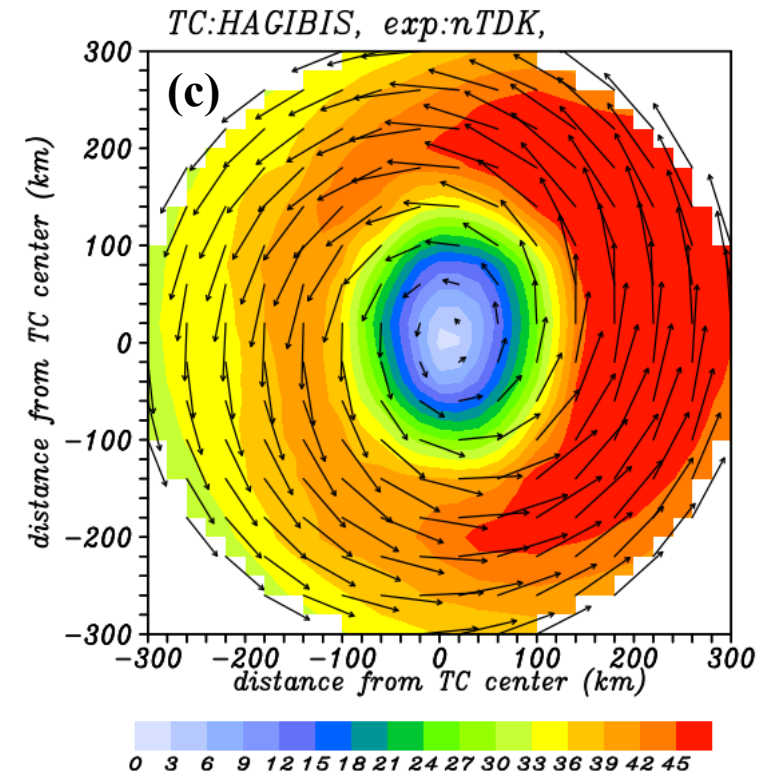 TC:HAGIBIS, exp:nTDK,
(c)
distance from TC center (km)
300
200
100
0
−100
−200
−300
−300 −200 −100 0 100 200 300
distance from TC center (km)
0 3 6 9 12 15 18 21 24 27 30 33 36 39 42 45